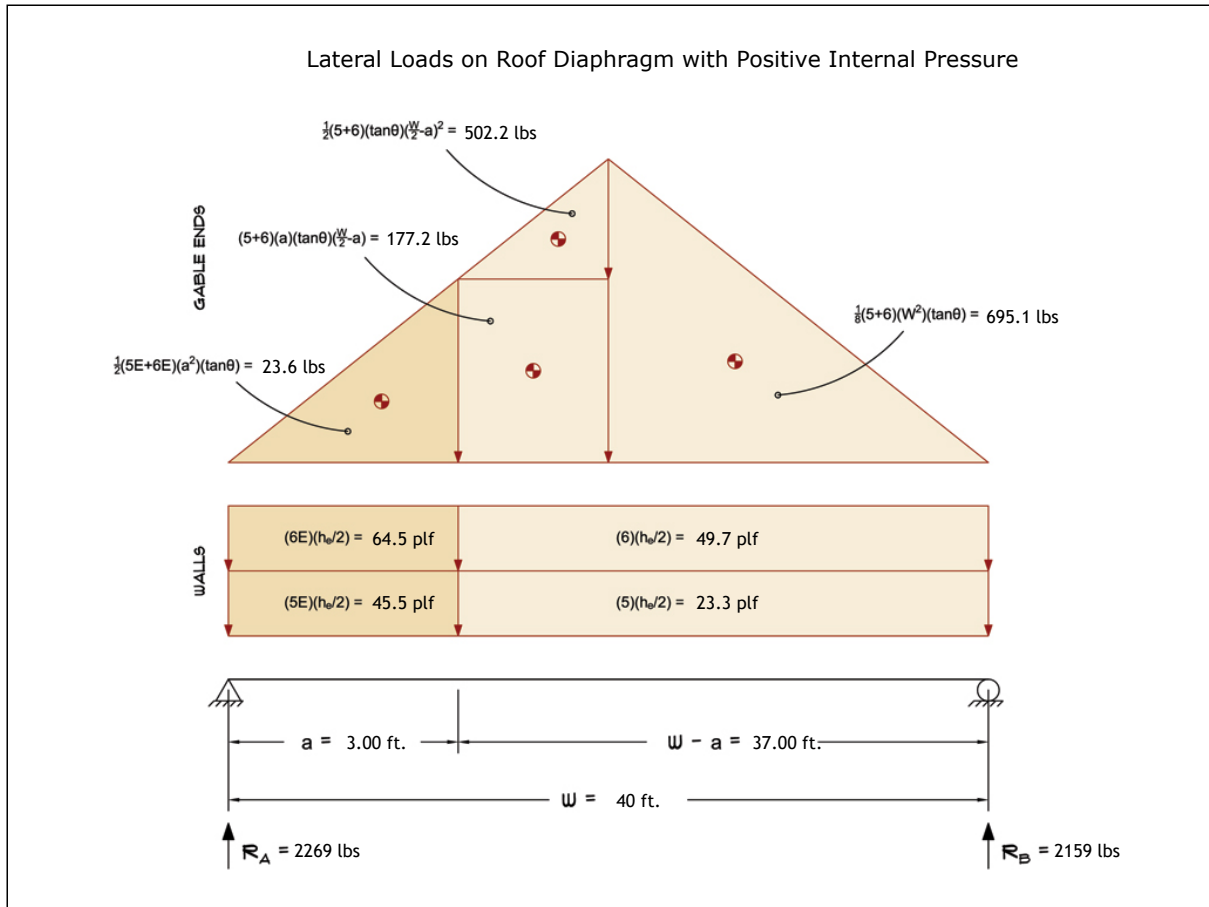 Lateral Loads on Roof Diaphragm with Positive Internal Pressure
½(5+6)(tanθ)(W/2-a)² = 502.2 lbs
GABLE ENDS
(5+6)(a)(tanθ)(W/2-a) = 177.2 lbs
⅛(5+6)(W²)(tanθ) = 695.1 lbs
½(5E+6E)(a²)(tanθ) = 23.6 lbs
WALLS
(6E)(hₑ/2) = 64.5 plf
(6)(hₑ/2) = 49.7 plf
(5E)(hₑ/2) = 45.5 plf
(5)(hₑ/2) = 23.3 plf
a = 3.00 ft.
W - a = 37.00 ft.
W = 40 ft.
R_A = 2269 lbs
R_B = 2159 lbs